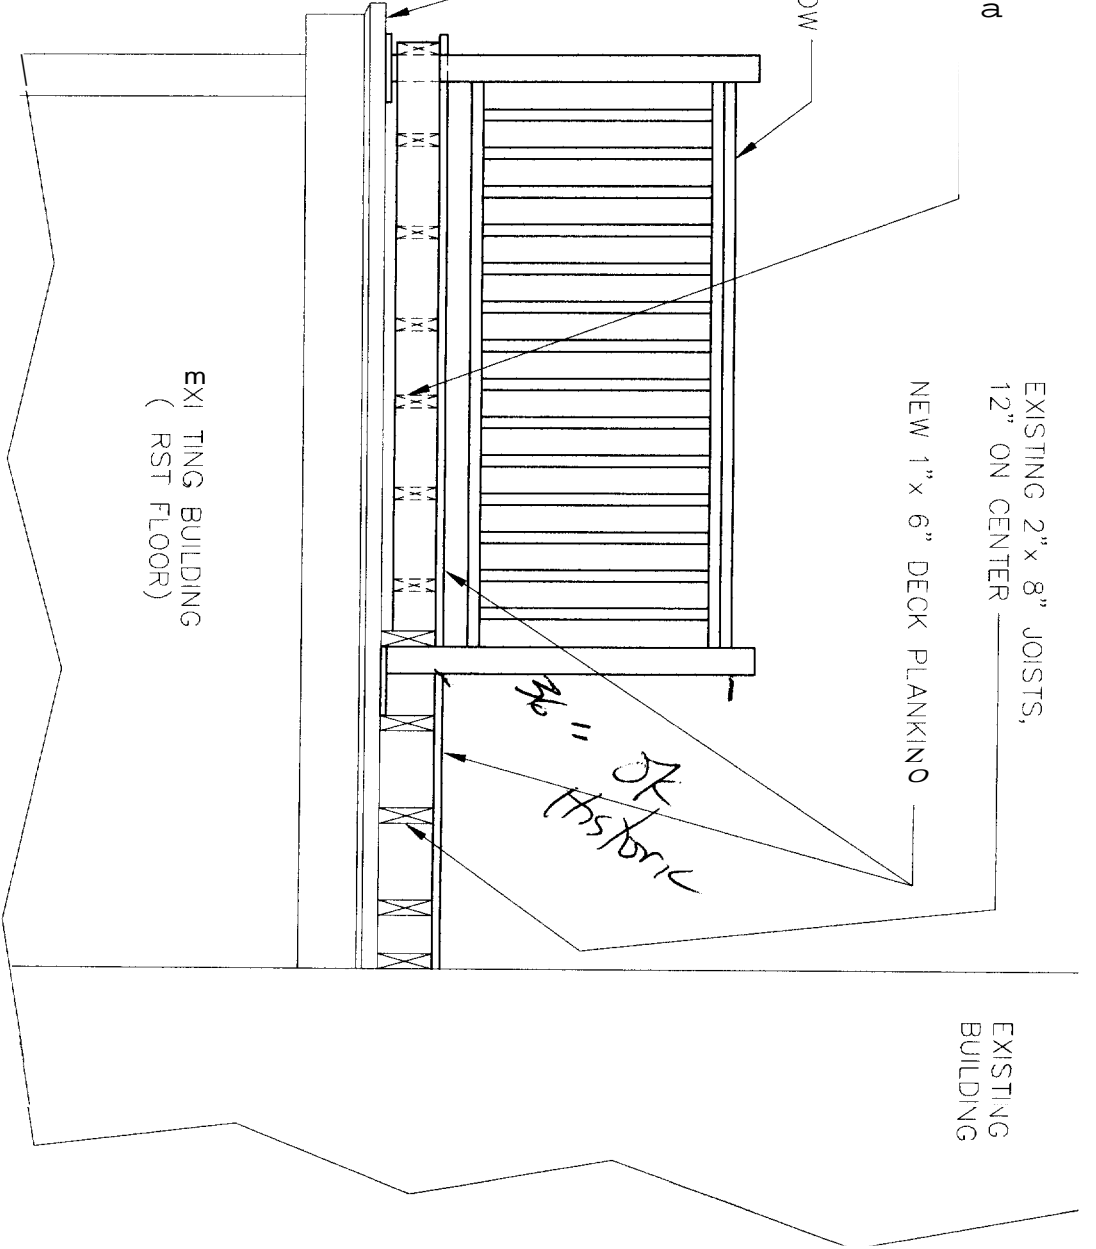 a
OW
EXISTING 2" x 8" JOISTS,
12" ON CENTER
NEW 1" x 6" DECK PLANKINO
EXISTING
BUILDING
36" OK
Historic
EXI TING BUILDING
( RST FLOOR)